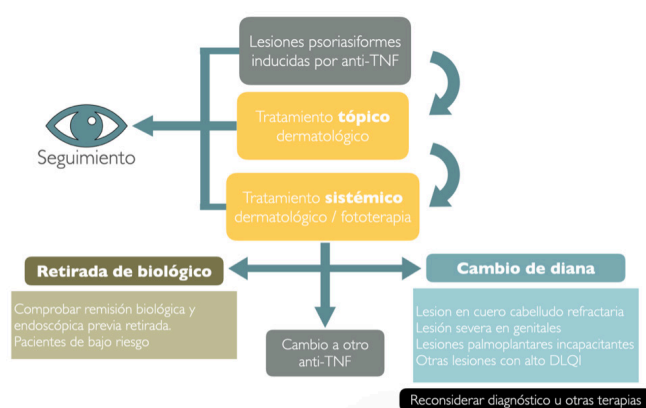 Lesiones psoriasiformes
inducidas por anti-TNF
Tratamiento tópico
dermatológico
Seguimiento
Tratamiento sistémico
dermatológico / fototerapia
Retirada de biológico
Comprobar remisión biológica y
endoscópica previa retirada.
Pacientes de bajo riesgo
Cambio a otro
anti-TNF
Cambio de diana
Lesion en cuero cabelludo refractaria
Lesión severa en genitales
Lesiones palmoplantares incapacitantes
Otras lesiones con alto DLQI
Reconsiderar diagnóstico u otras terapias